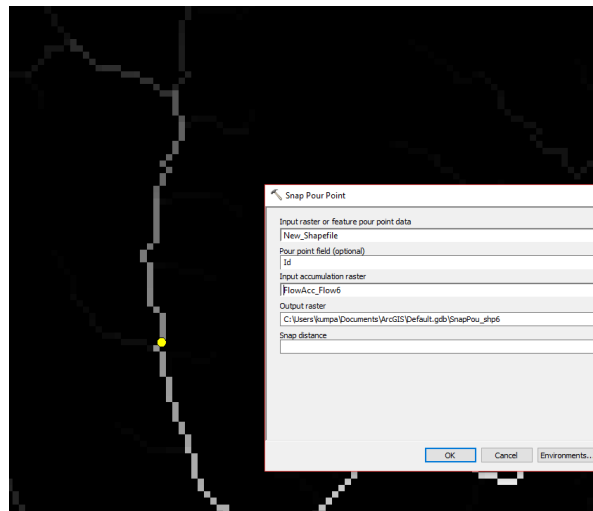 Snap Pour Point
Input raster or feature pour point data
New_Shapefile
Pour point field (optional)
Id
Input accumulation raster
FlowAcc_Flow6
Output raster
C:\Users\kumpa\Documents\ArcGIS\Default.gdb\SnapPou_shp6
Snap distance
OK Cancel Environments..